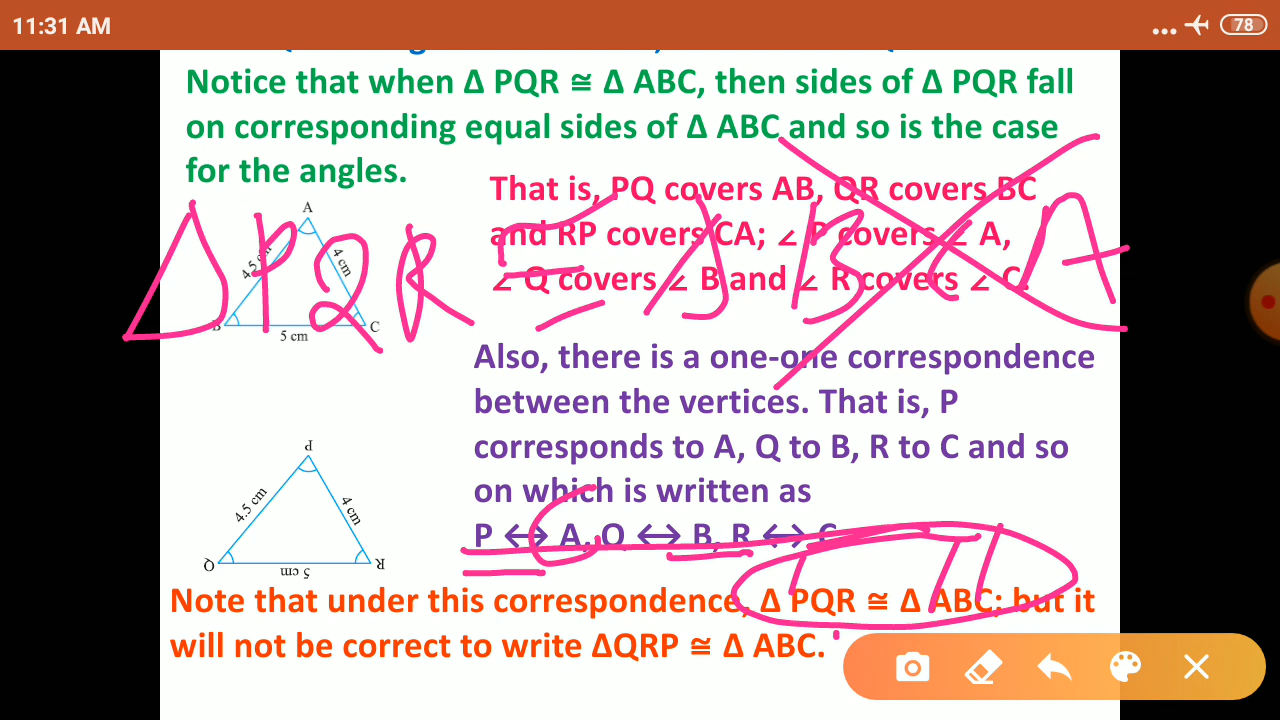 11:31 AM
78
Notice that when Δ PQR ≅ Δ ABC, then sides of Δ PQR fall
on corresponding equal sides of Δ ABC and so is the case
for the angles.
That is, PQ covers AB, QR covers BC
and RP covers CA; ∠ P covers ∠ A,
∠ Q covers ∠ B and ∠ R covers ∠ C.
A
4.5 cm
4 cm
B
C
5 cm
ΔPQR ≅
B C A
Also, there is a one-one correspondence
between the vertices. That is, P
corresponds to A, Q to B, R to C and so
on which is written as
P ↔ A, Q ↔ B, R ↔ C
P
4.5 cm
4 cm
Q
R
5 cm
Note that under this correspondence, Δ PQR ≅ Δ ABC; but it
will not be correct to write ΔQRP ≅ Δ ABC.